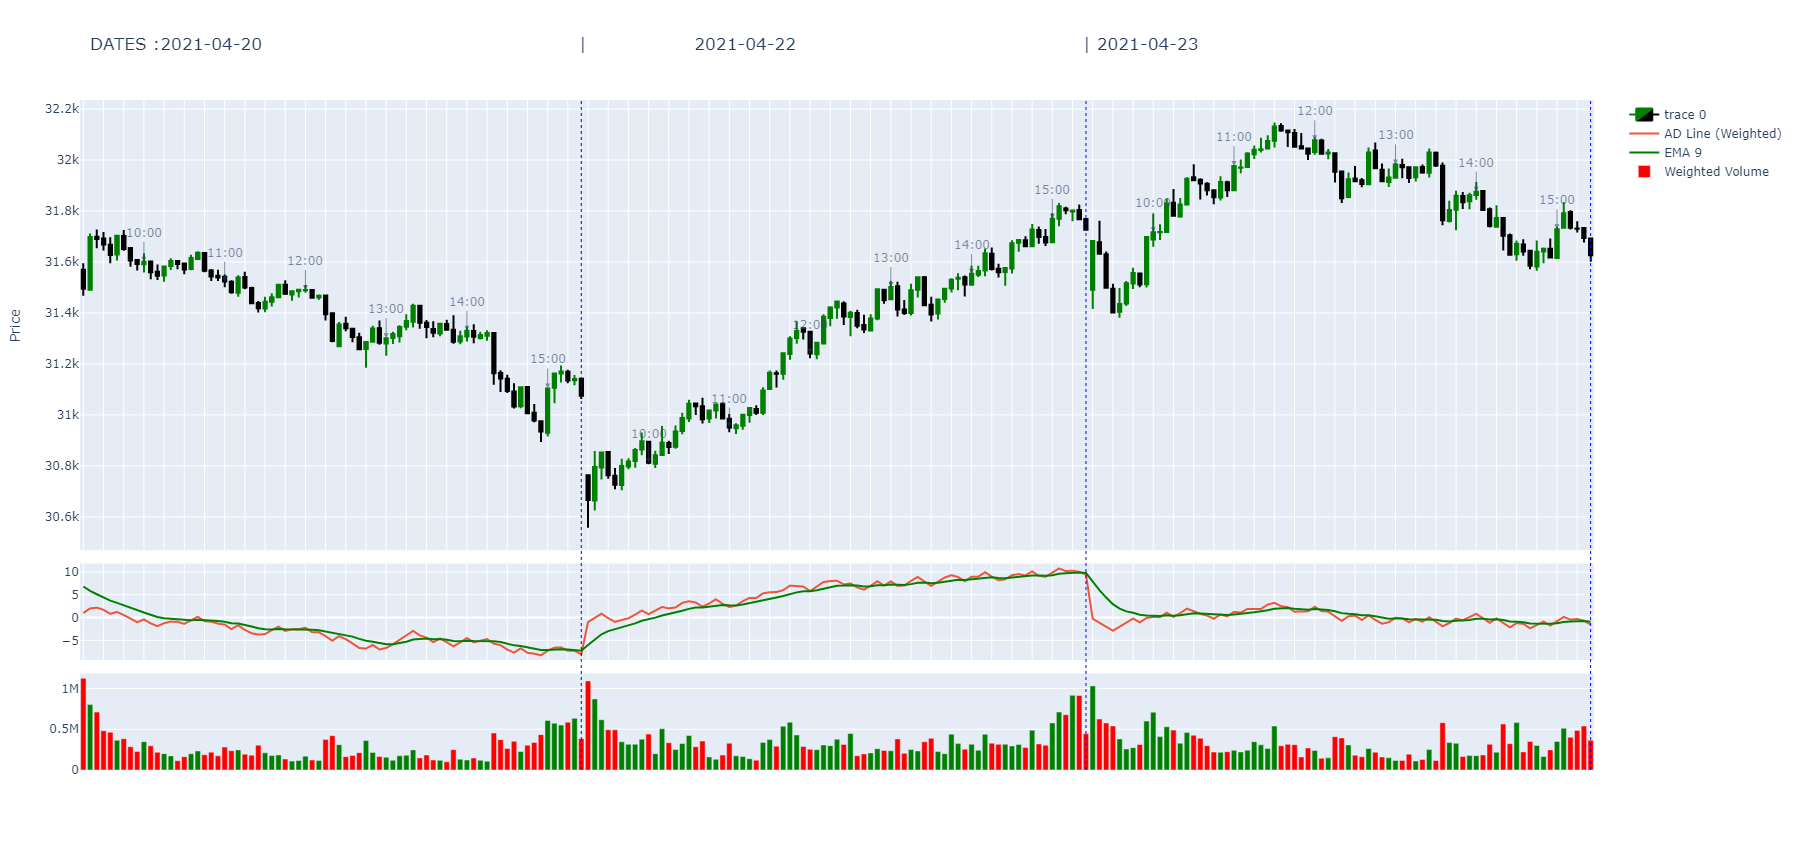 DATES :2021-04-20 | 2021-04-22 | 2021-04-23
32.2k
32k
31.8k
31.6k
31.4k
31.2k
31k
30.8k
30.6k
Price
10:00
11:00
12:00
13:00
14:00
15:00
10:00
11:00
12:00
13:00
14:00
15:00
10:00
11:00
12:00
13:00
14:00
15:00
trace 0
AD Line (Weighted)
EMA 9
Weighted Volume
10
5
0
−5
1M
0.5M
0